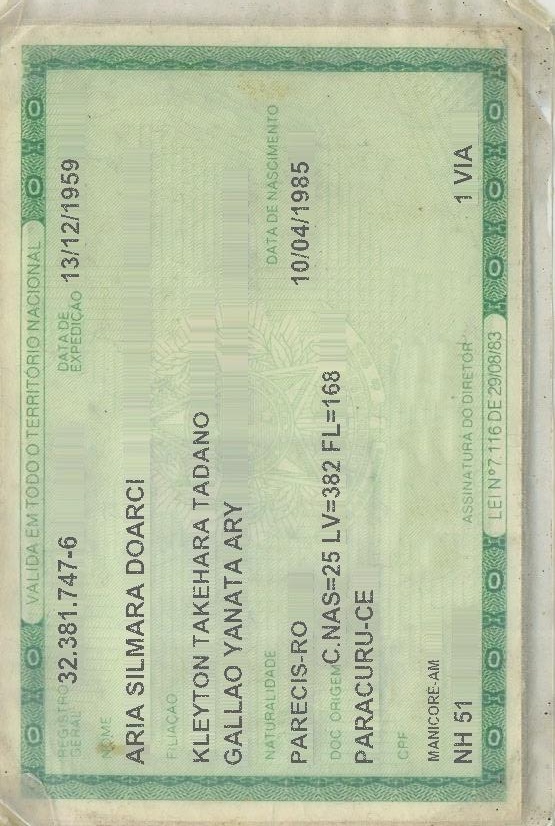 VALIDA EM TODO O TERRITÓRIO NACIONAL
REGISTRO GERAL 32.381.747-6 DATA DE EXPEDIÇÃO 13/12/1959
NOME
ARIA SILMARA DOARCI
FILIAÇÃO
KLEYTON TAKEHARA TADANO
GALLAO YANATA ARY
NATURALIDADE DATA DE NASCIMENTO
PARECIS-RO 10/04/1985
DOC ORIGEM C.NAS=25 LV=382 FL=168
PARACURU-CE
CPF
MANICORE-AM
NH 51 1 VIA
ASSINATURA DO DIRETOR
LEI Nº 7.116 DE 29/08/83